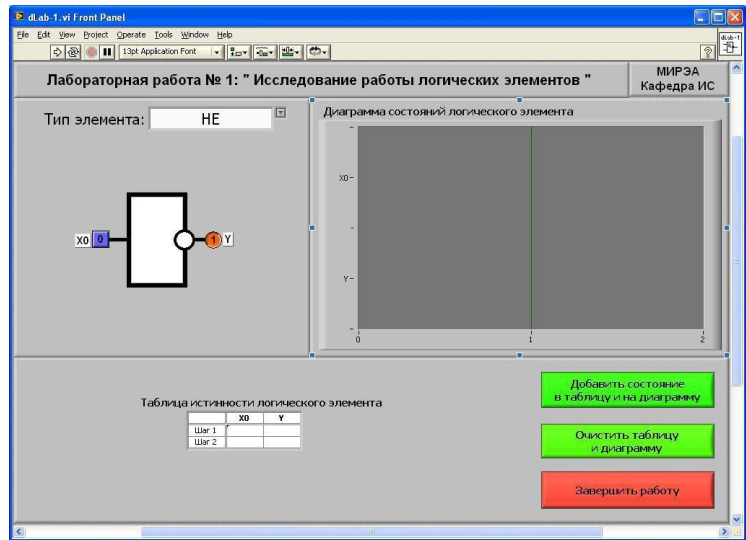 dLab-1.vi Front Panel
File Edit View Project Operate Tools Window Help
13pt Application Font
dLab-1
Лабораторная работа № 1: " Исследование работы логических элементов "
МИРЭА
Кафедра ИС
Тип элемента: НЕ
X0 0 1 Y
Диаграмма состояний логического элемента
X0
Y
0 1 2
Таблица истинности логического элемента
X0 Y
Шаг 1
Шаг 2
Добавить состояние
в таблицу и на диаграмму
Очистить таблицу
и диаграмму
Завершить работу